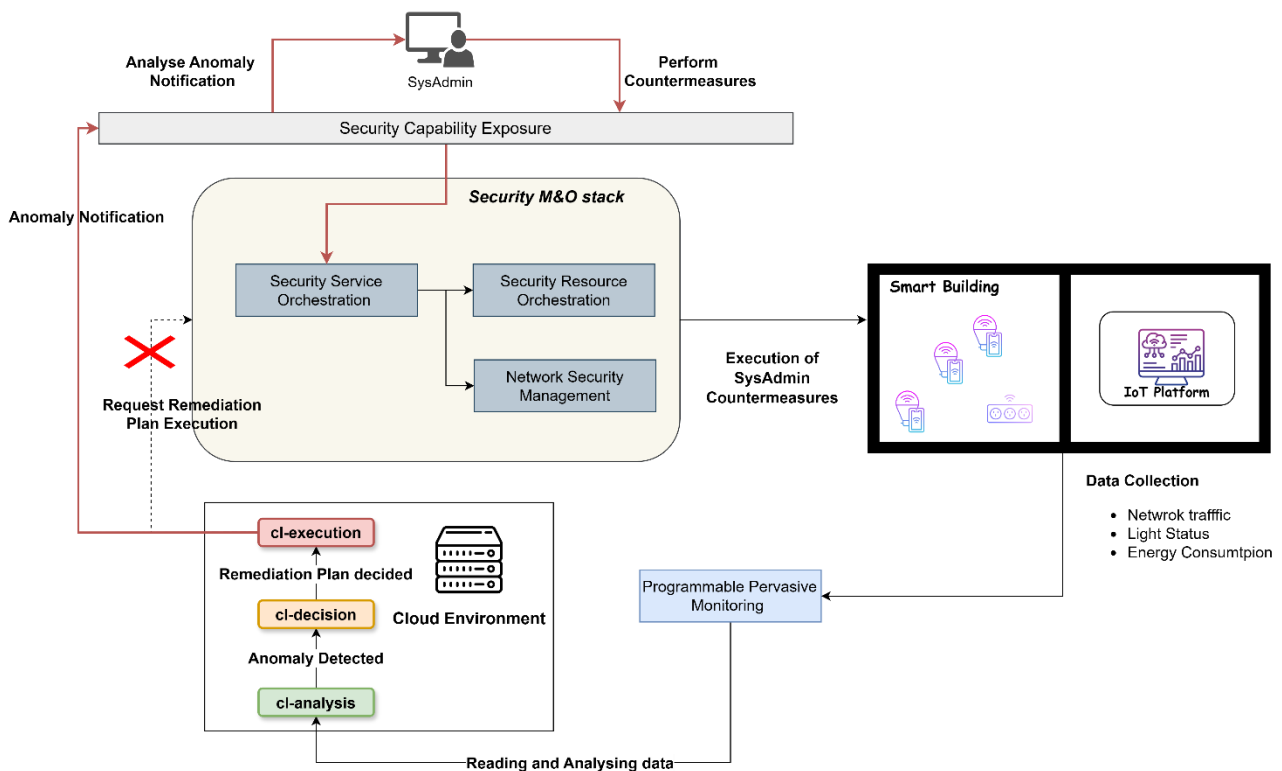 Analyse Anomaly
Notification
SysAdmin
Perform
Countermeasures
Security Capability Exposure
Anomaly Notification
Security M&O stack
Security Service
Orchestration
Security Resource
Orchestration
Network Security
Management
Request Remediation
Plan Execution
Execution of
SysAdmin
Countermeasures
Smart Building
IoT Platform
Data Collection
Netwrok trafffic
Light Status
Energy Consumtpion
Programmable Pervasive
Monitoring
cl-execution
Remediation Plan decided
cl-decision
Cloud Environment
Anomaly Detected
cl-analysis
Reading and Analysing data